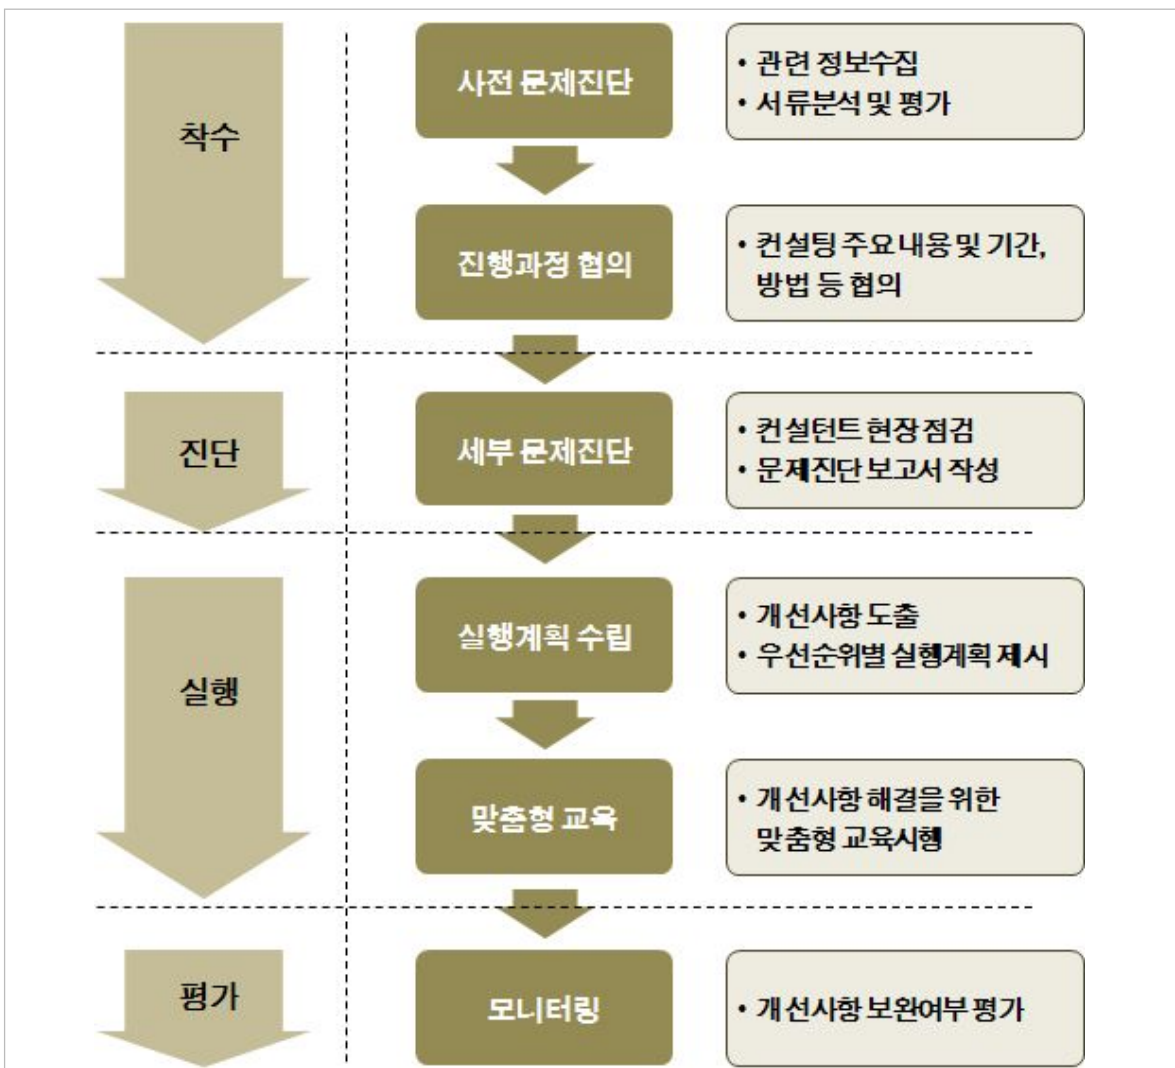 착수
사전 문제진단
• 관련 정보수집
• 서류분석 및 평가
진행과정 협의
• 컨설팅 주요내용 및 기간,
방법 등 협의
진단
세부 문제진단
• 컨설턴트 현장 점검
• 문제진단 보고서 작성
실행
실행계획 수립
• 개선사항 도출
• 우선순위별 실행계획 제시
맞춤형 교육
• 개선사항 해결을 위한
맞춤형 교육시행
평가
모니터링
• 개선사항 보완여부 평가